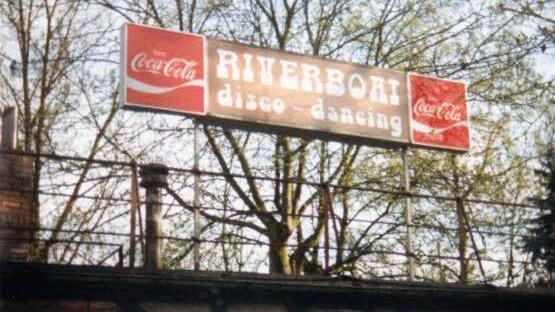 Coca-Cola
RIVERBOAT
disco - dancing
Coca-Cola